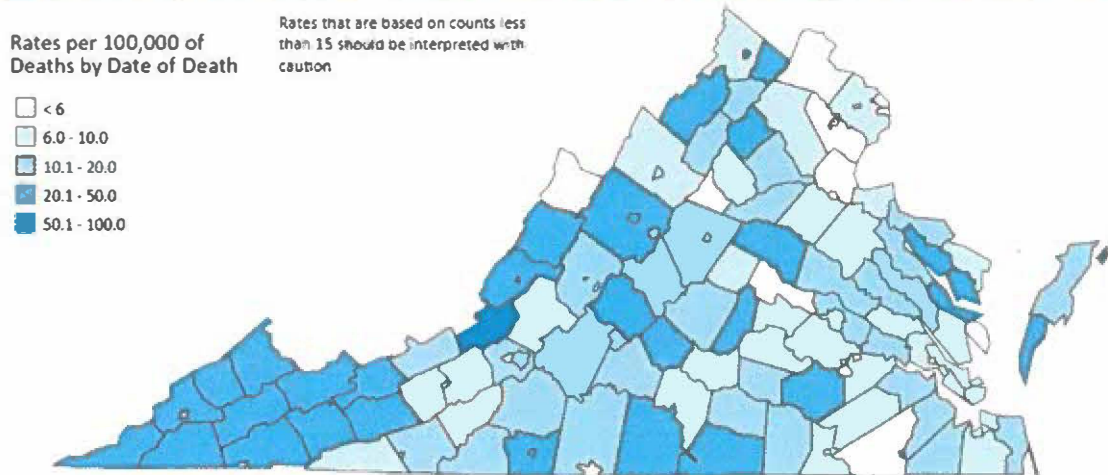 Rates per 100,000 of
Deaths by Date of Death
Rates that are based on counts less
than 15 should be interpreted with
caution
< 6
6.0 - 10.0
10.1 - 20.0
20.1 - 50.0
50.1 - 100.0